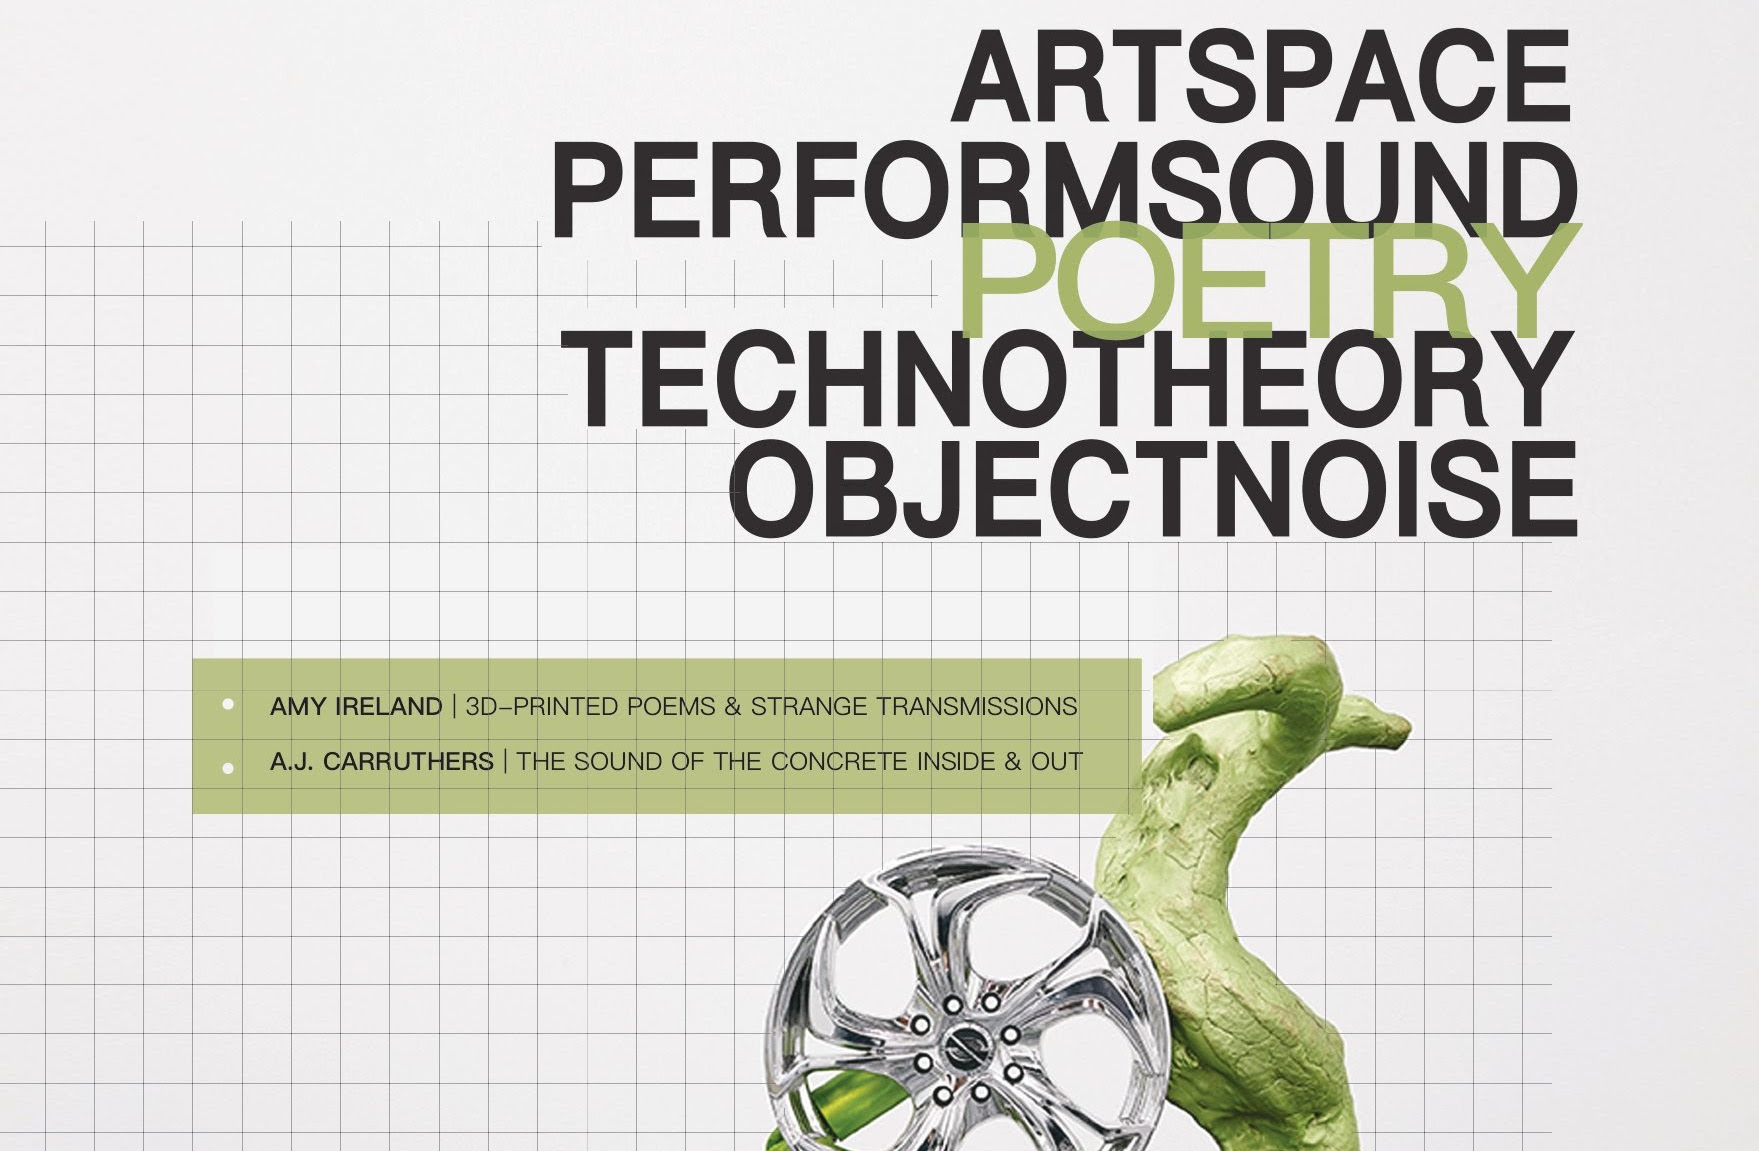 ARTSPACE
PERFORMSOUND
POETRY
TECHNOTHEORY
OBJECTNOISE
AMY IRELAND | 3D–PRINTED POEMS & STRANGE TRANSMISSIONS
A.J. CARRUTHERS | THE SOUND OF THE CONCRETE INSIDE & OUT